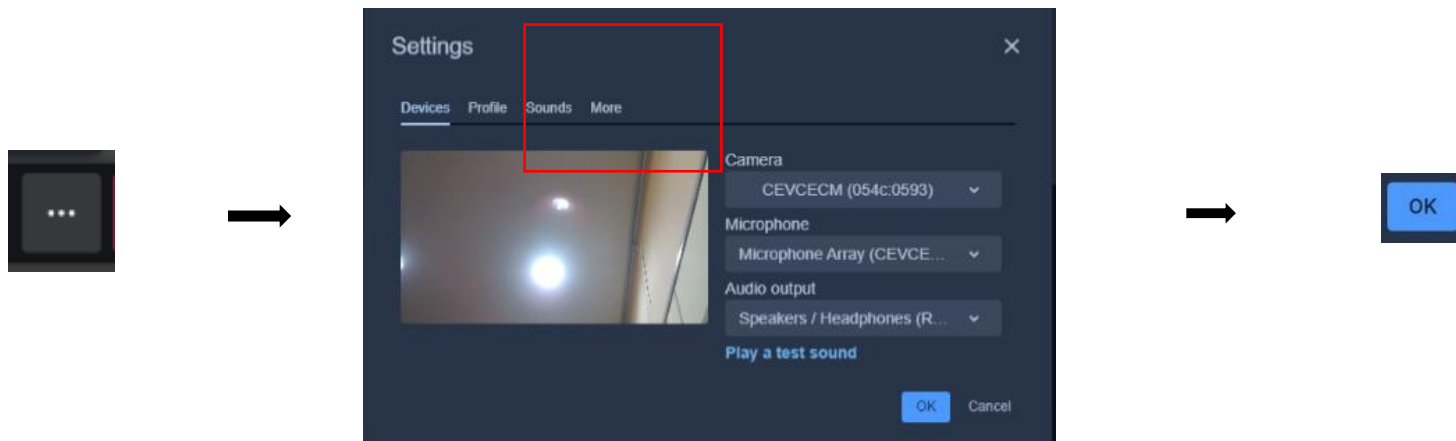 Settings
Devices Profile Sounds More
Camera
CEVCECM (054c:0593)
Microphone
Microphone Array (CEVCE...
Audio output
Speakers / Headphones (R...
Play a test sound
OK Cancel
OK